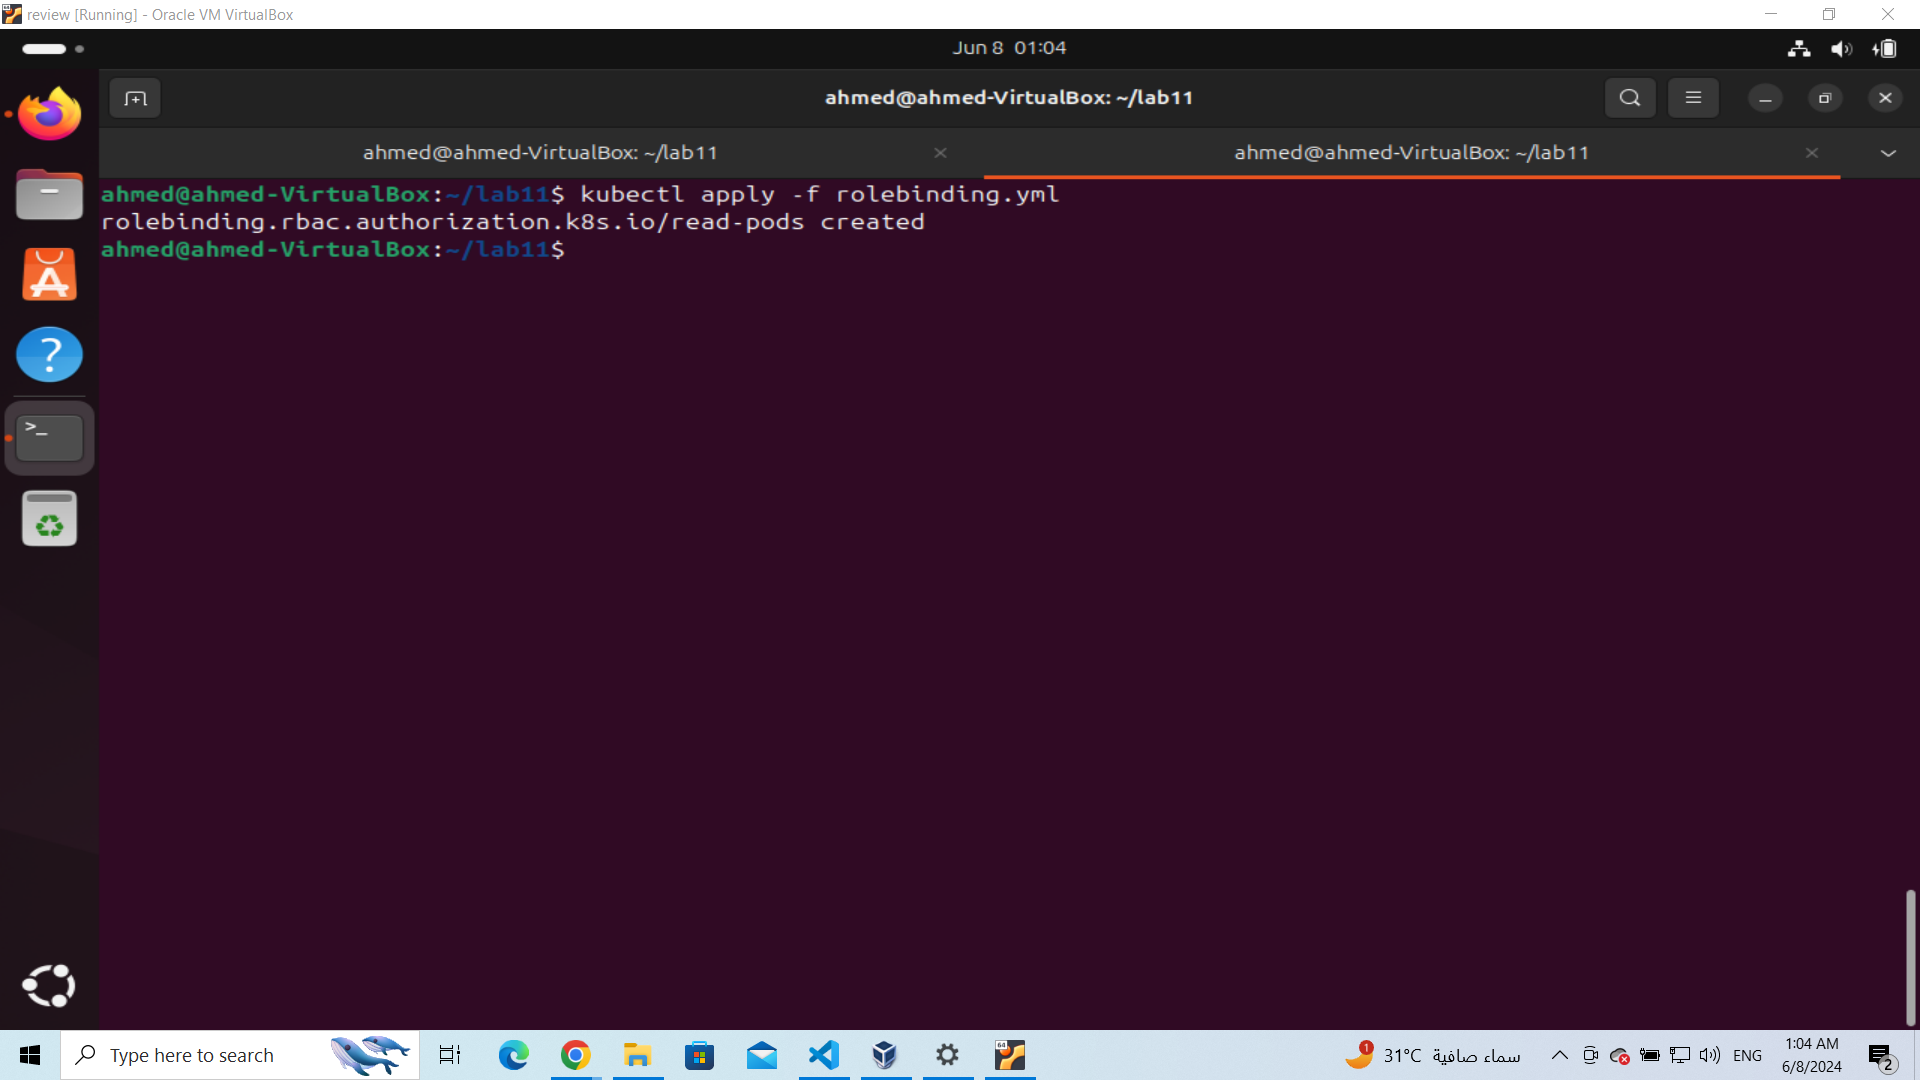 review [Running] - Oracle VM VirtualBox
Jun 8 01:04
ahmed@ahmed-VirtualBox: ~/lab11
ahmed@ahmed-VirtualBox: ~/lab11
ahmed@ahmed-VirtualBox: ~/lab11
ahmed@ahmed-VirtualBox:~/lab11$ kubectl apply -f rolebinding.yml
rolebinding.rbac.authorization.k8s.io/read-pods created
ahmed@ahmed-VirtualBox:~/lab11$
Type here to search
64
1
31°C سماء صافية
ENG
1:04 AM
6/8/2024
2